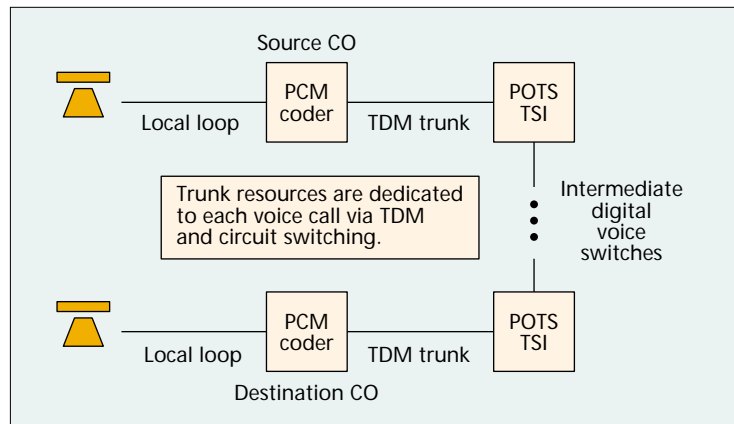 Source CO
PCM
coder
POTS
TSI
Local loop
TDM trunk
Trunk resources are dedicated
to each voice call via TDM
and circuit switching.
Intermediate
digital
voice
switches
PCM
coder
POTS
TSI
Local loop
TDM trunk
Destination CO